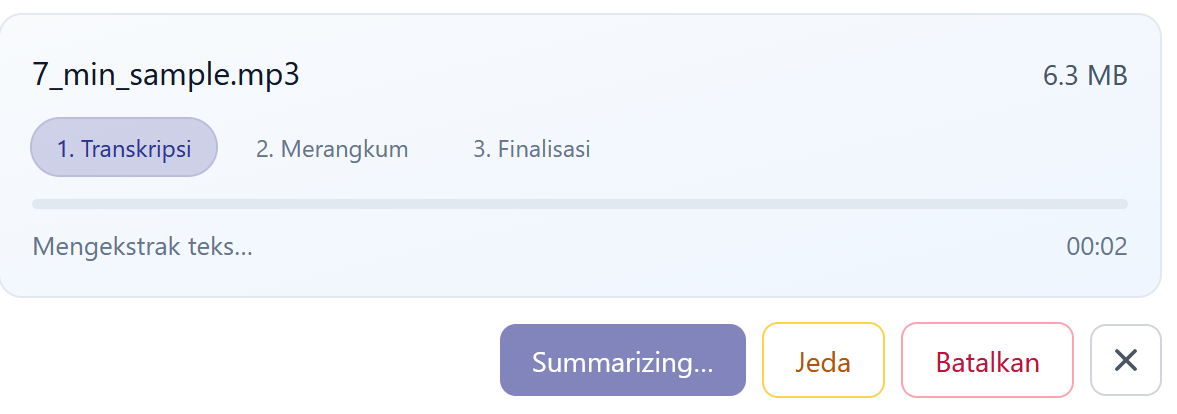 7_min_sample.mp3 6.3 MB
1. Transkripsi 2. Merangkum 3. Finalisasi
Mengekstrak teks... 00:02
Summarizing... Jeda Batalkan